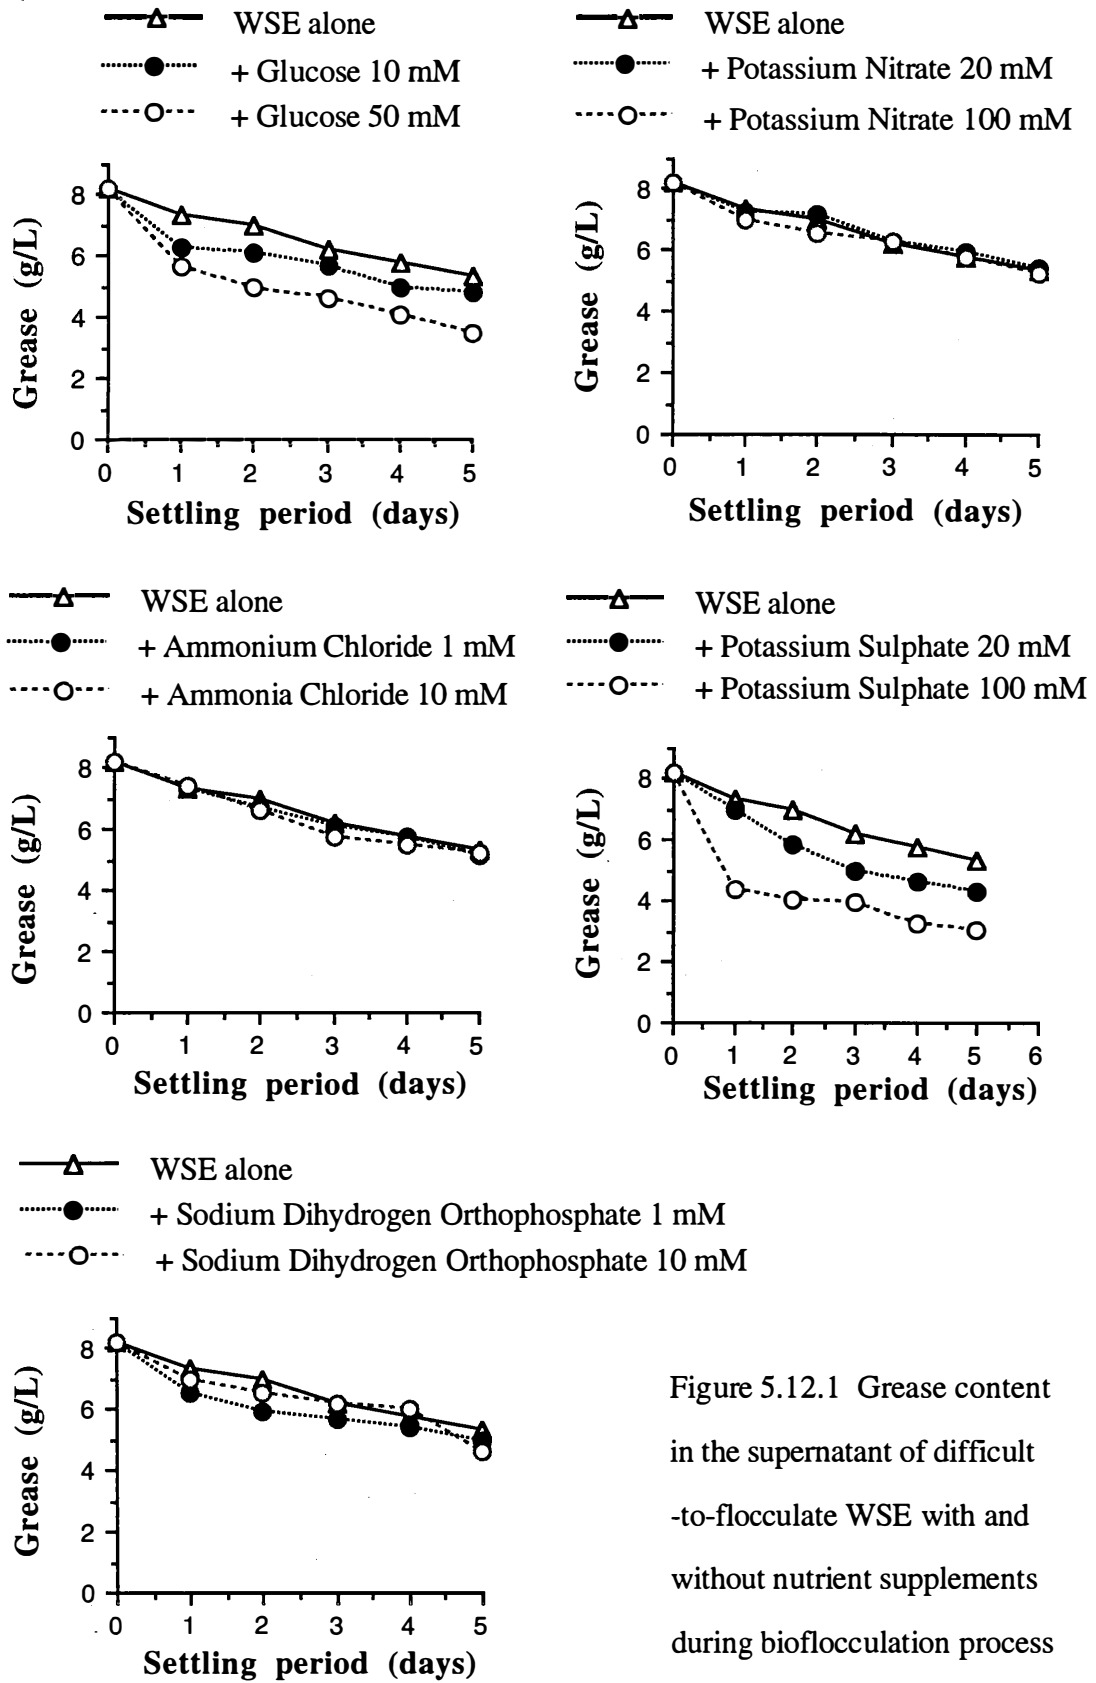 WSE alone
+ Glucose 10 mM
+ Glucose 50 mM
8
6
4
2
0
Grease (g/L)
0 1 2 3 4 5
Settling period (days)
WSE alone
+ Potassium Nitrate 20 mM
+ Potassium Nitrate 100 mM
8
6
4
2
0
Grease (g/L)
0 1 2 3 4 5
Settling period (days)
WSE alone
+ Ammonium Chloride 1 mM
+ Ammonia Chloride 10 mM
8
6
4
2
0
Grease (g/L)
0 1 2 3 4 5
Settling period (days)
WSE alone
+ Potassium Sulphate 20 mM
+ Potassium Sulphate 100 mM
8
6
4
2
0
Grease (g/L)
0 1 2 3 4 5 6
Settling period (days)
WSE alone
+ Sodium Dihydrogen Orthophosphate 1 mM
+ Sodium Dihydrogen Orthophosphate 10 mM
8
6
4
2
0
Grease (g/L)
0 1 2 3 4 5
Settling period (days)
Figure 5.12.1 Grease content
in the supernatant of difficult
-to-flocculate WSE with and
without nutrient supplements
during bioflocculation process